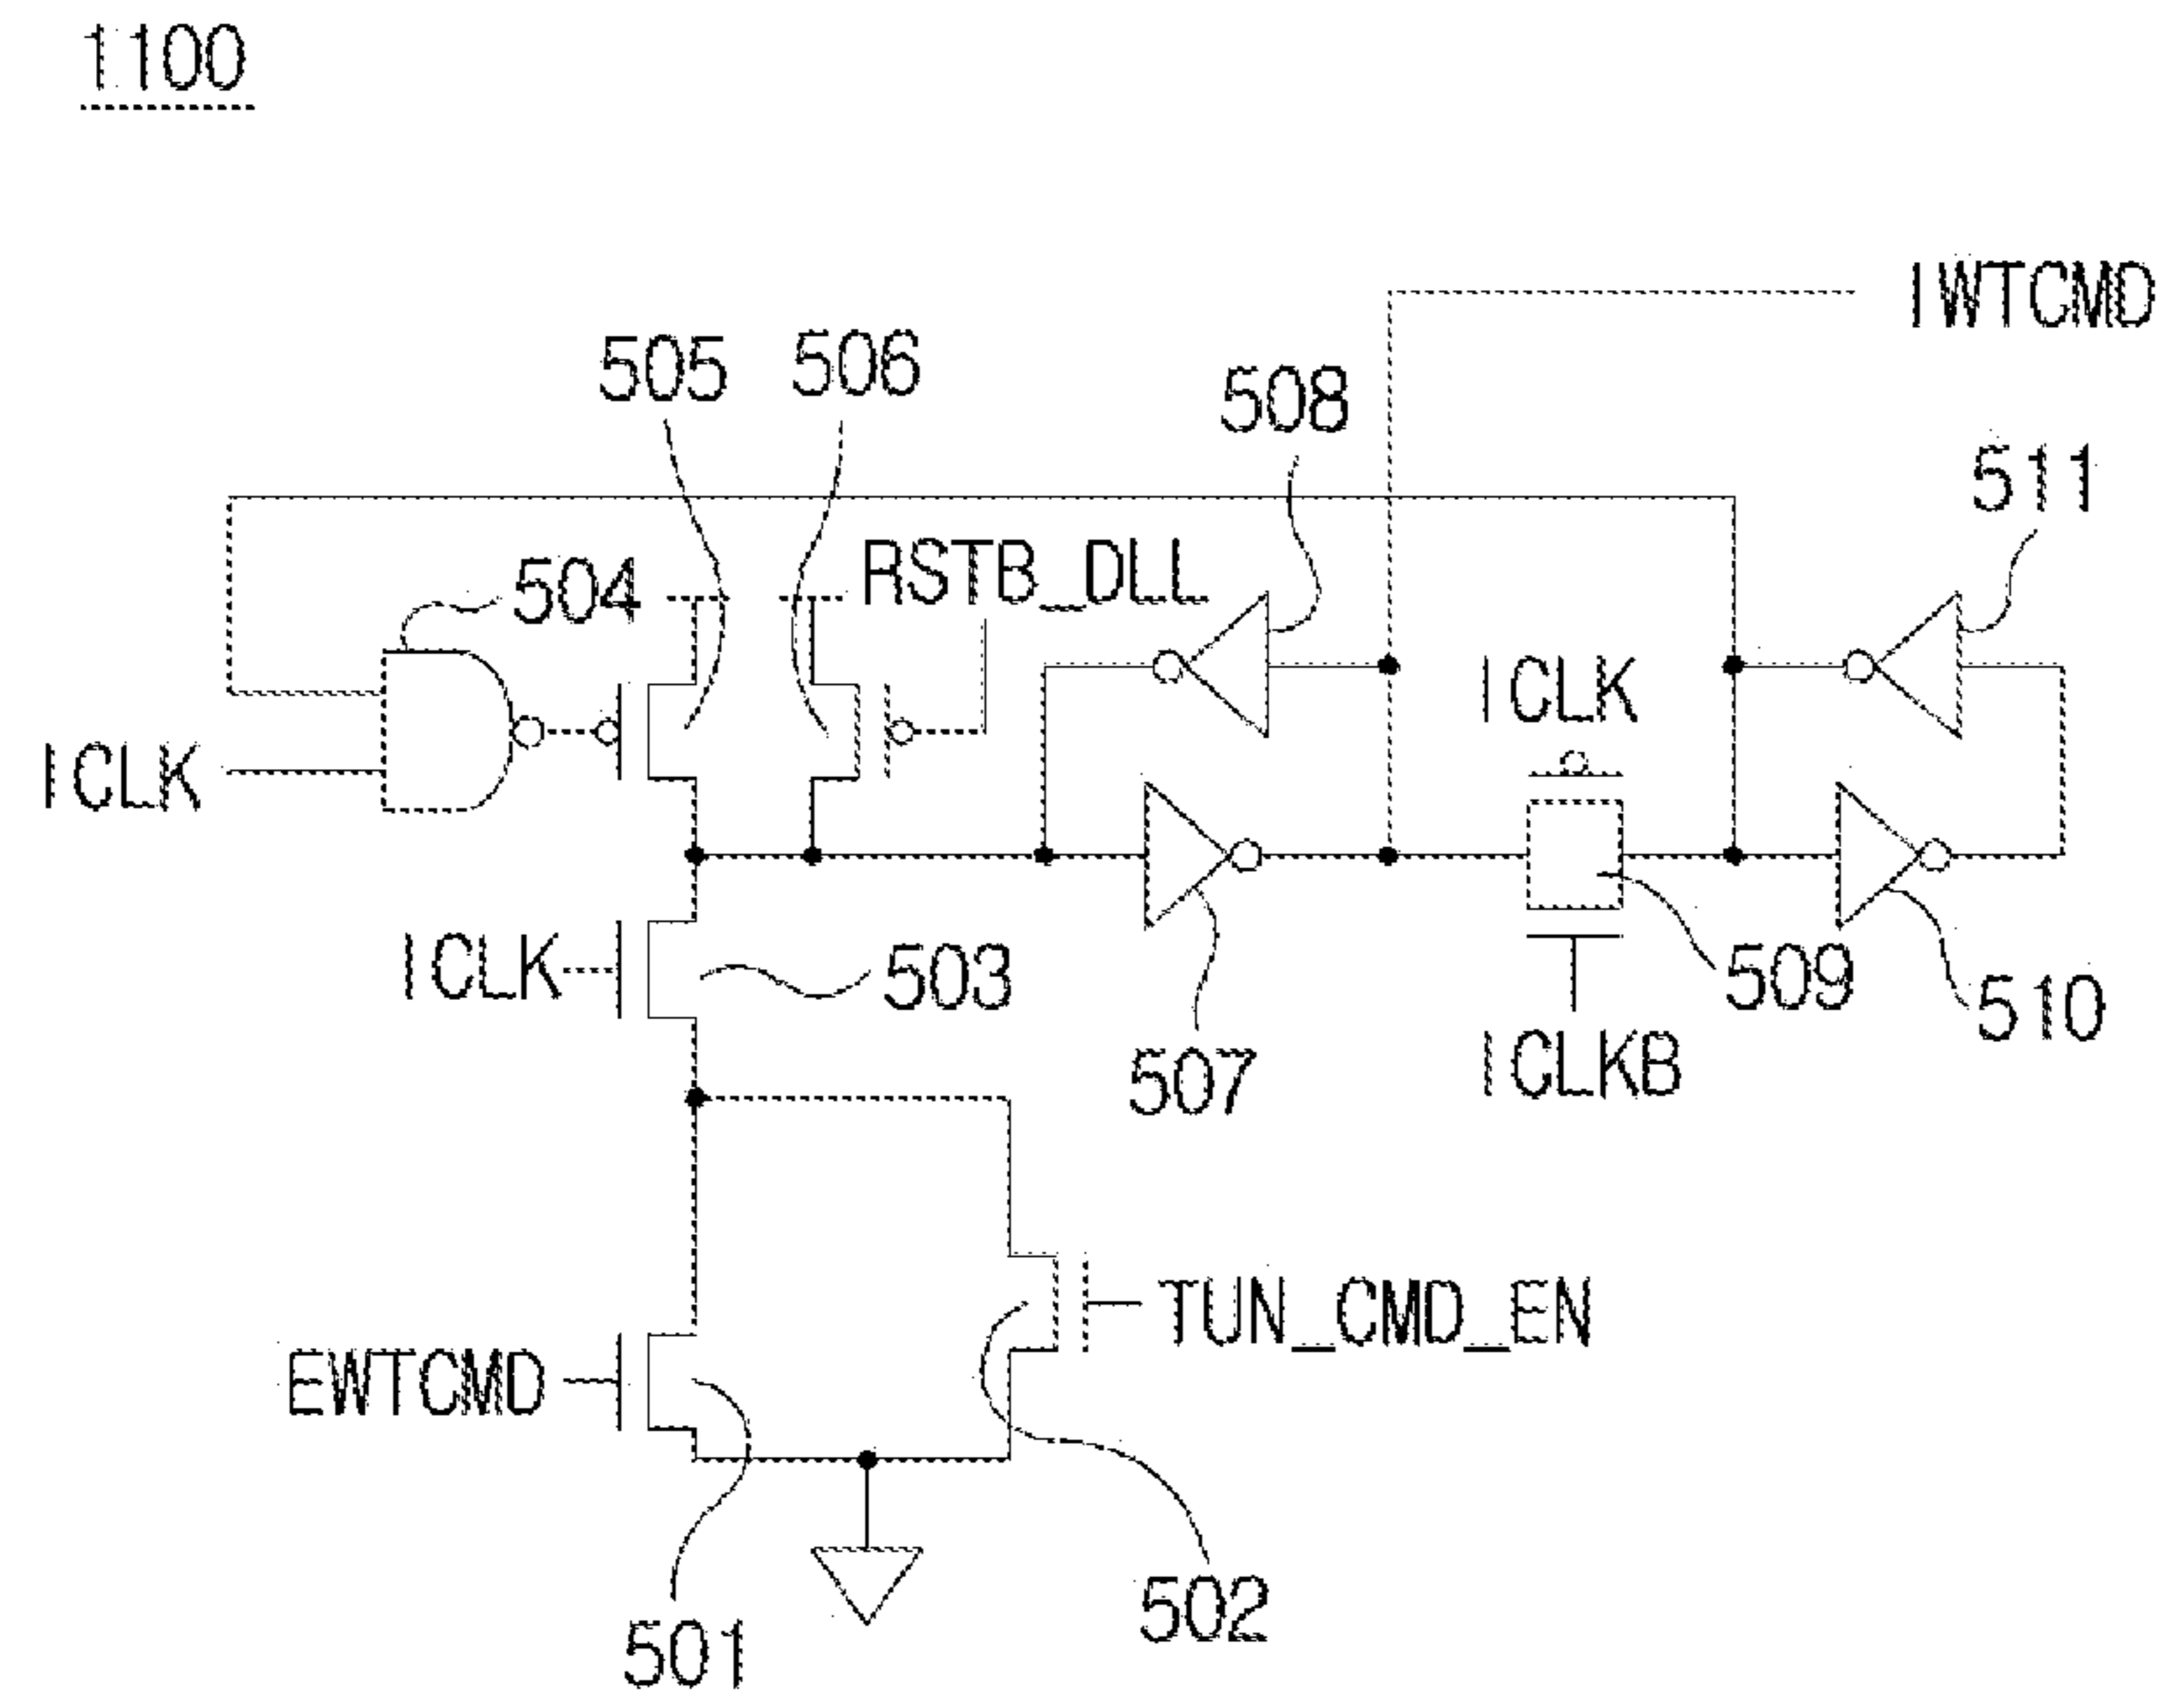 1100
IWTCMD
505
506
508
511
504
RSTB_DLL
ICLK
ICLK
ICLK
503
509
510
507
ICLKB
EWTCMD
TUN_CMD_EN
501
502